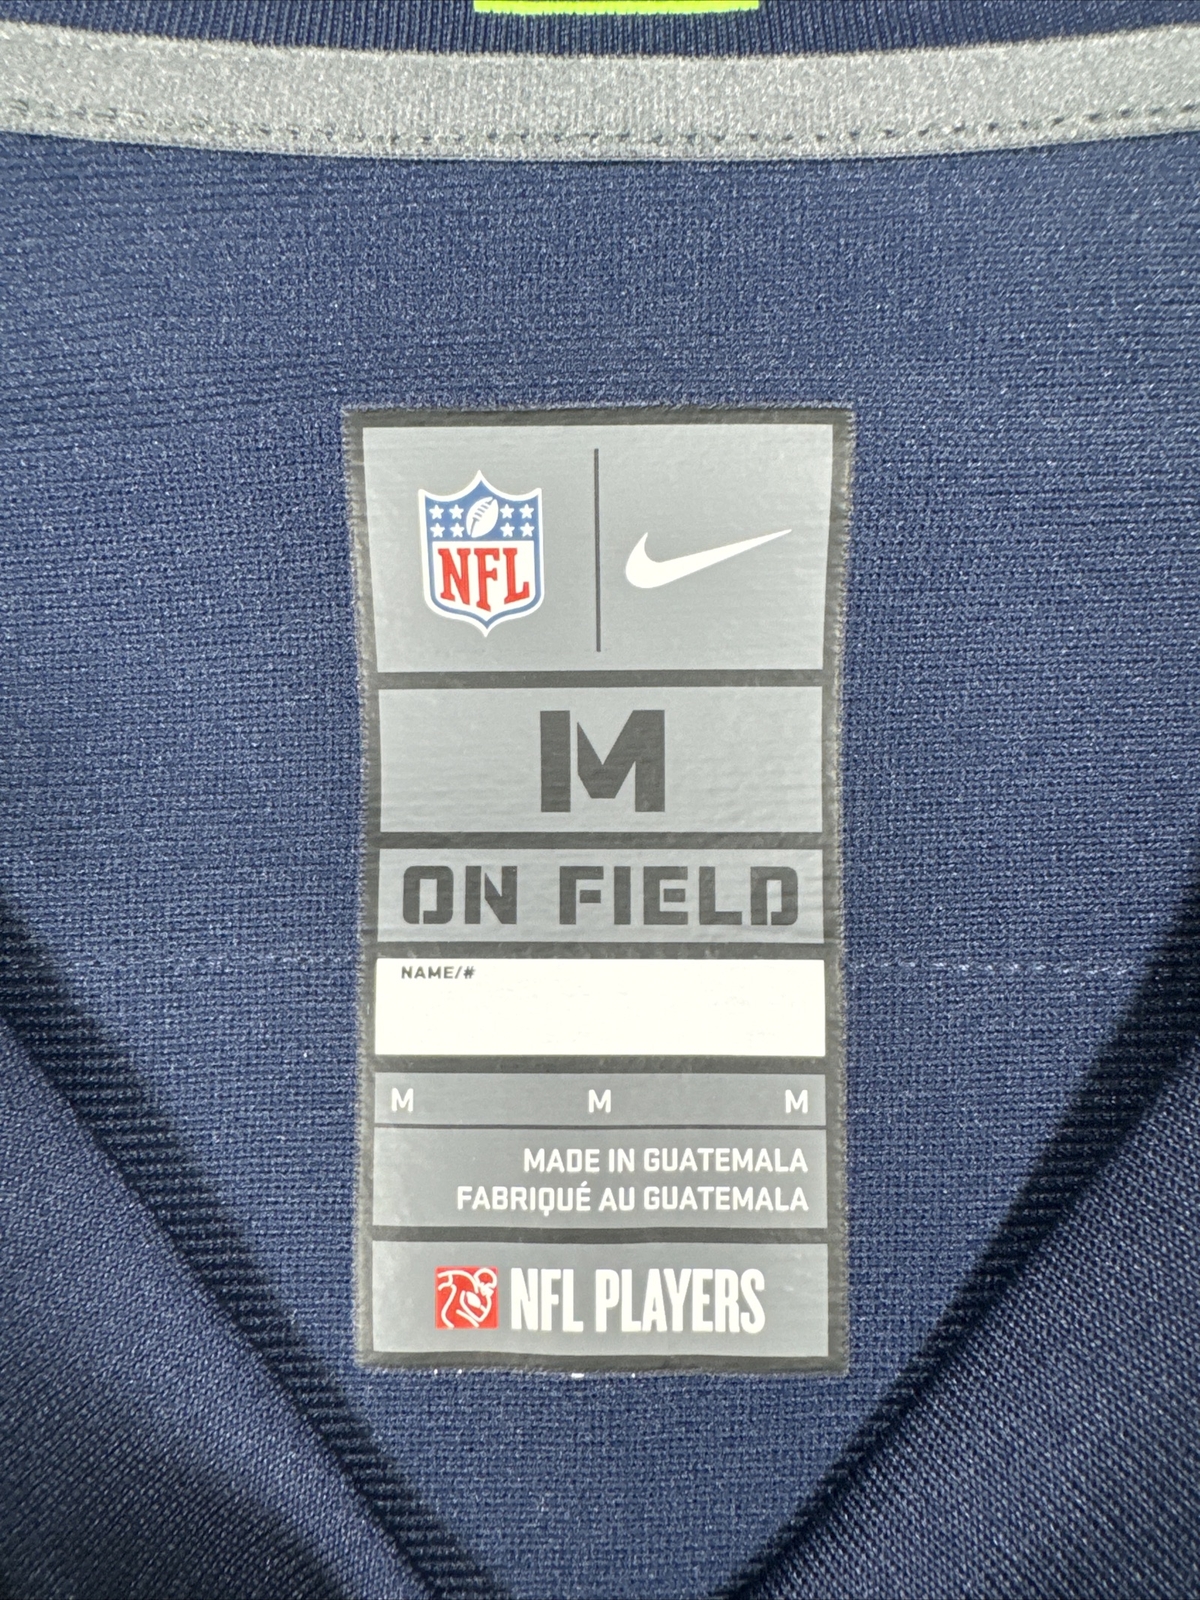 NFL
M
ON FIELD
NAME/#
M M M
MADE IN GUATEMALA
FABRIQUÉ AU GUATEMALA
NFL PLAYERS